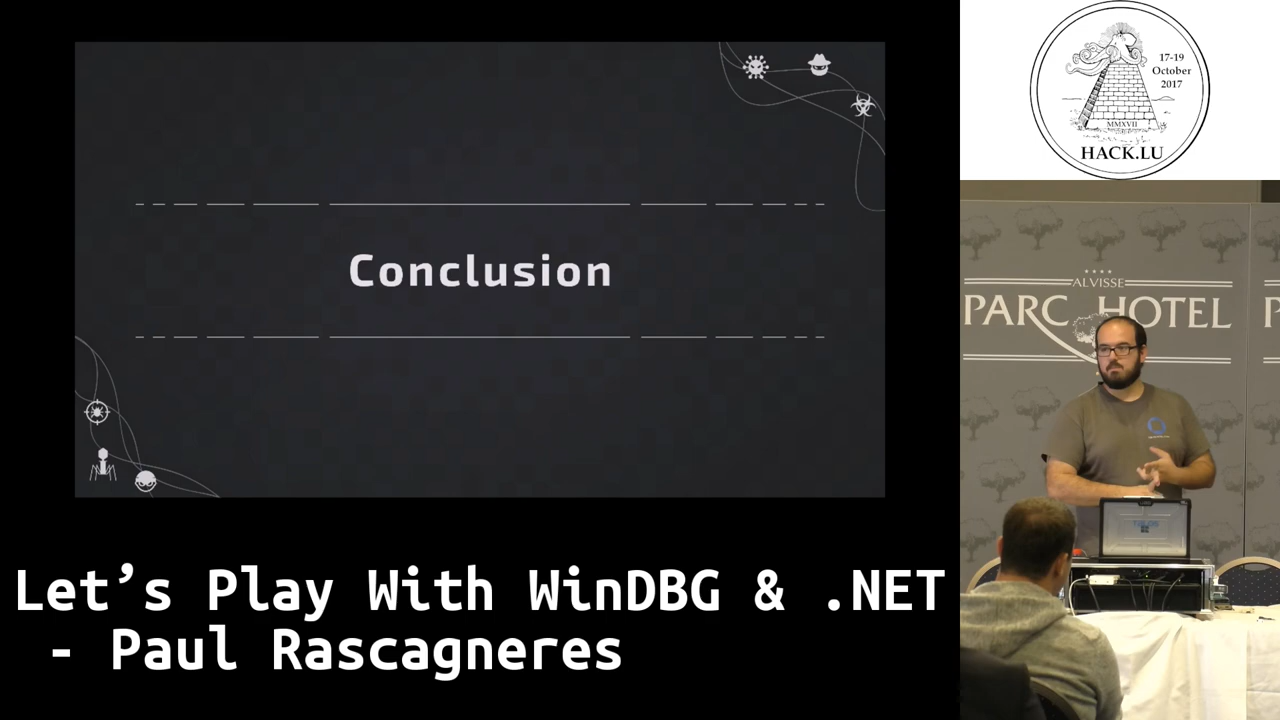 Conclusion
17-19
October
2017
MMXVII
HACK.LU
ALVISSE
PARC HOTEL
P
Let’s Play With WinDBG & .NET
- Paul Rascagneres